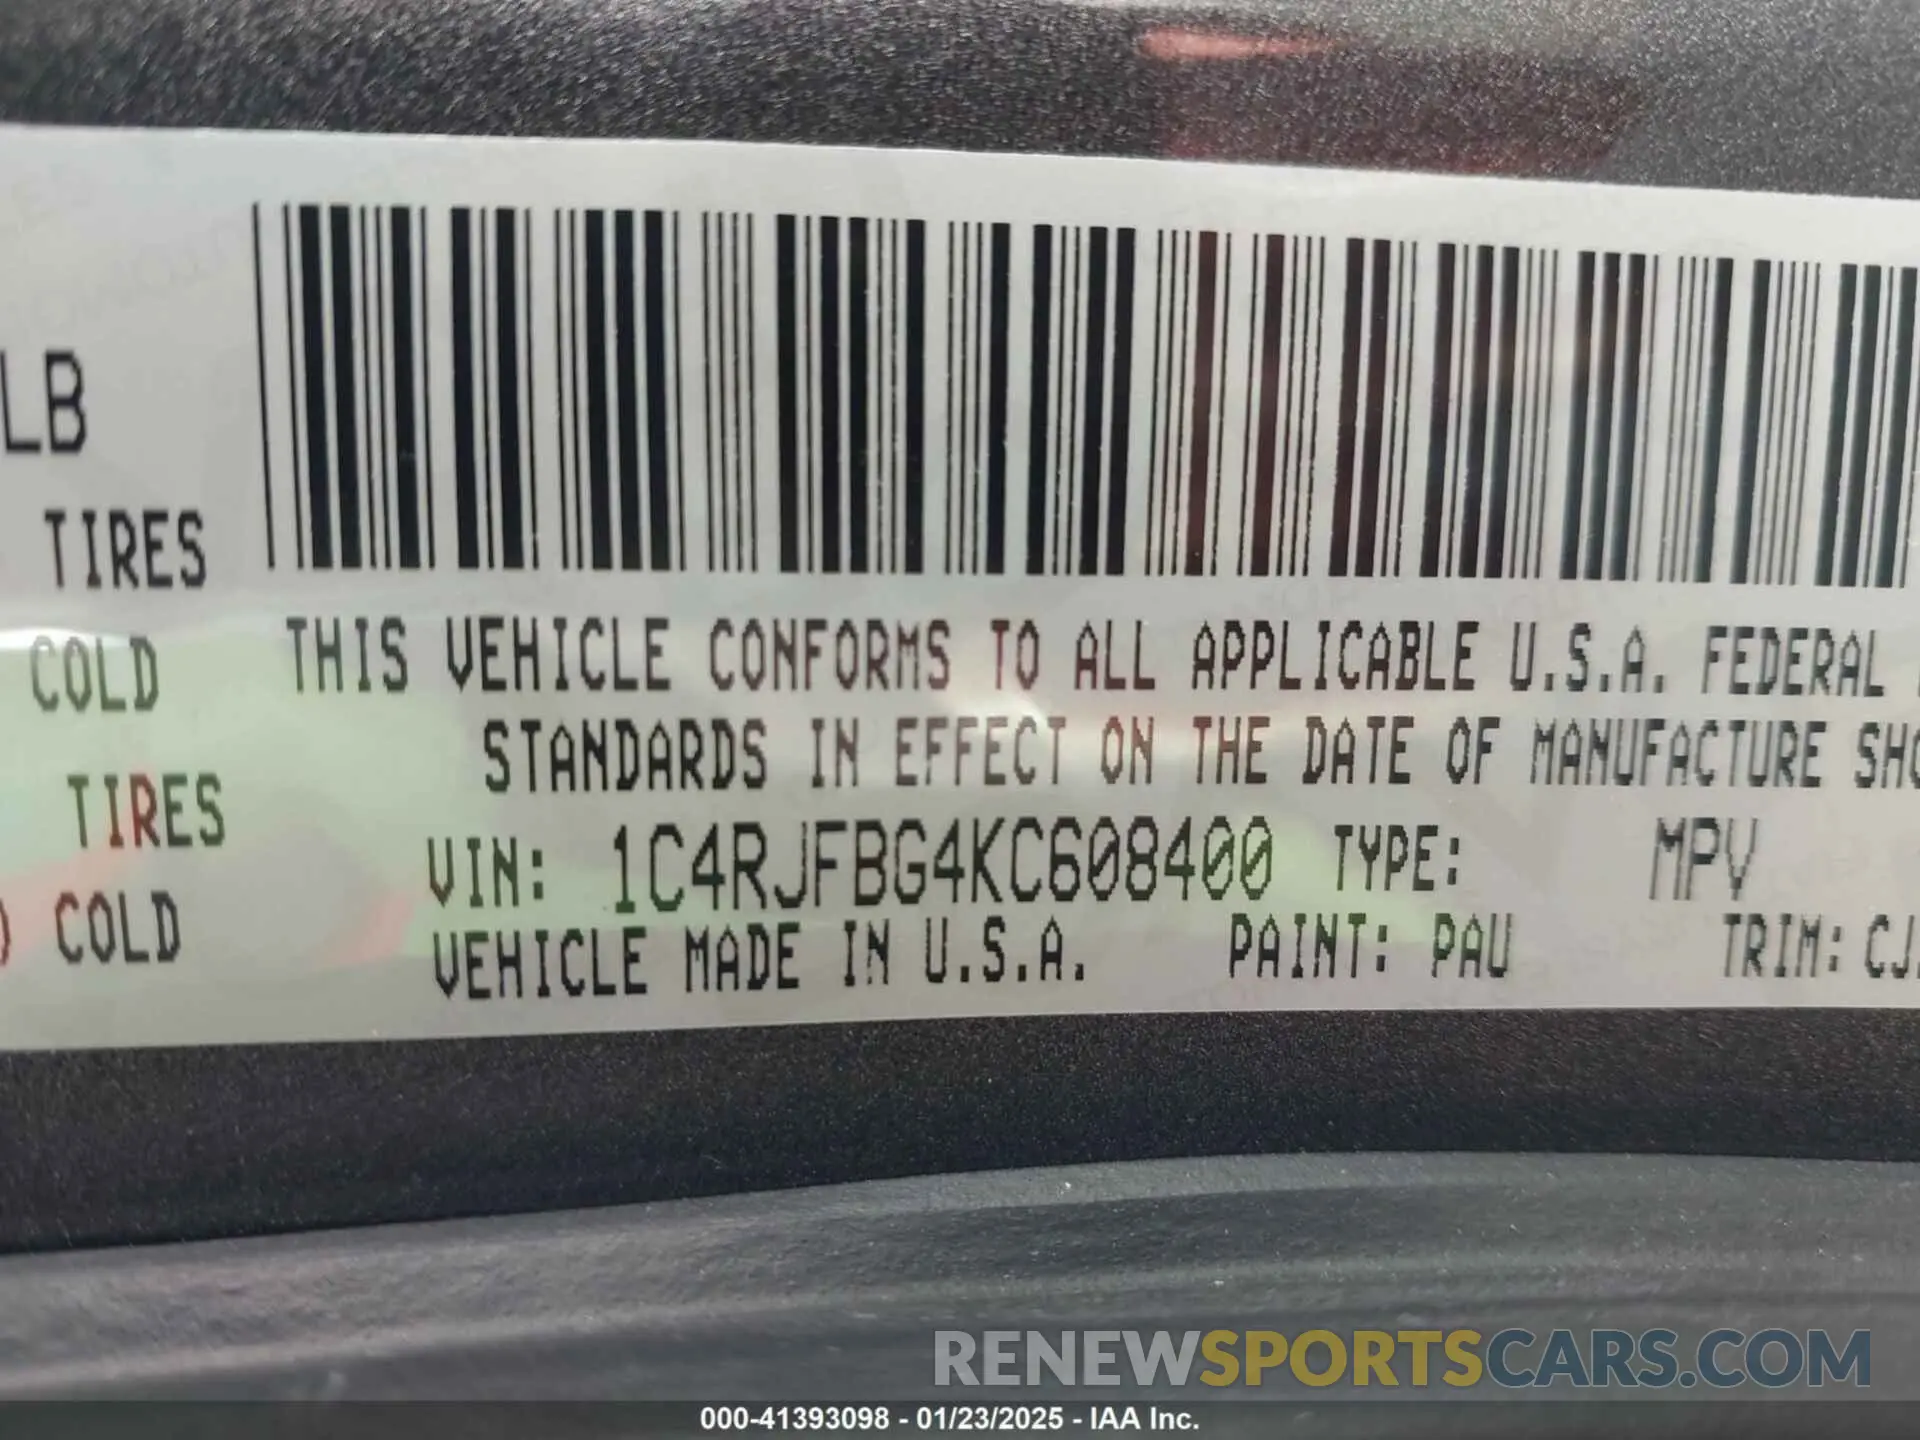 LB
TIRES
COLD
THIS VEHICLE CONFORMS TO ALL APPLICABLE U.S.A. FEDERAL
STANDARDS IN EFFECT ON THE DATE OF MANUFACTURE SHO
TIRES
VIN: 1C4RJFBG4KC608400 TYPE: MPV
COLD
VEHICLE MADE IN U.S.A. PAINT: PAU TRIM: CJ
RENEWSPORTSCARS.COM
000-41393098 - 01/23/2025 - IAA Inc.